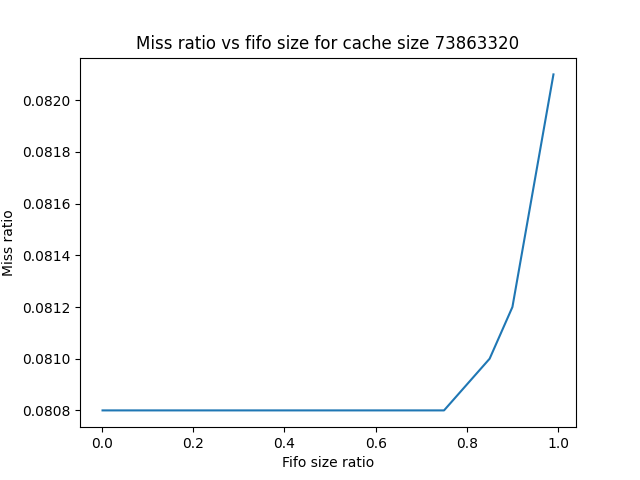 Miss ratio vs fifo size for cache size 73863320
0.0820
0.0818
0.0816
0.0814
0.0812
0.0810
0.0808
Miss ratio
0.0 0.2 0.4 0.6 0.8 1.0
Fifo size ratio